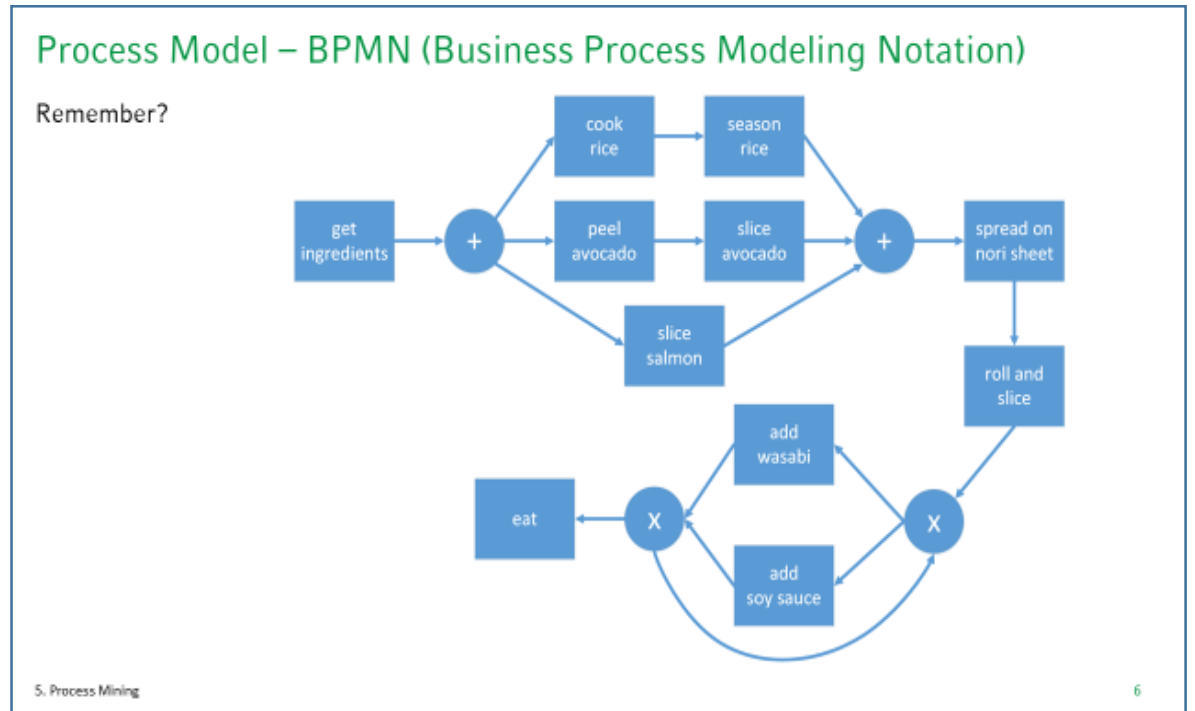 Process Model – BPMN (Business Process Modeling Notation)
Remember?
cook
rice
season
rice
get
ingredients
+
peel
avocado
slice
avocado
+
spread on
nori sheet
slice
salmon
roll and
slice
add
wasabi
eat
X
X
add
soy sauce
5. Process Mining
6